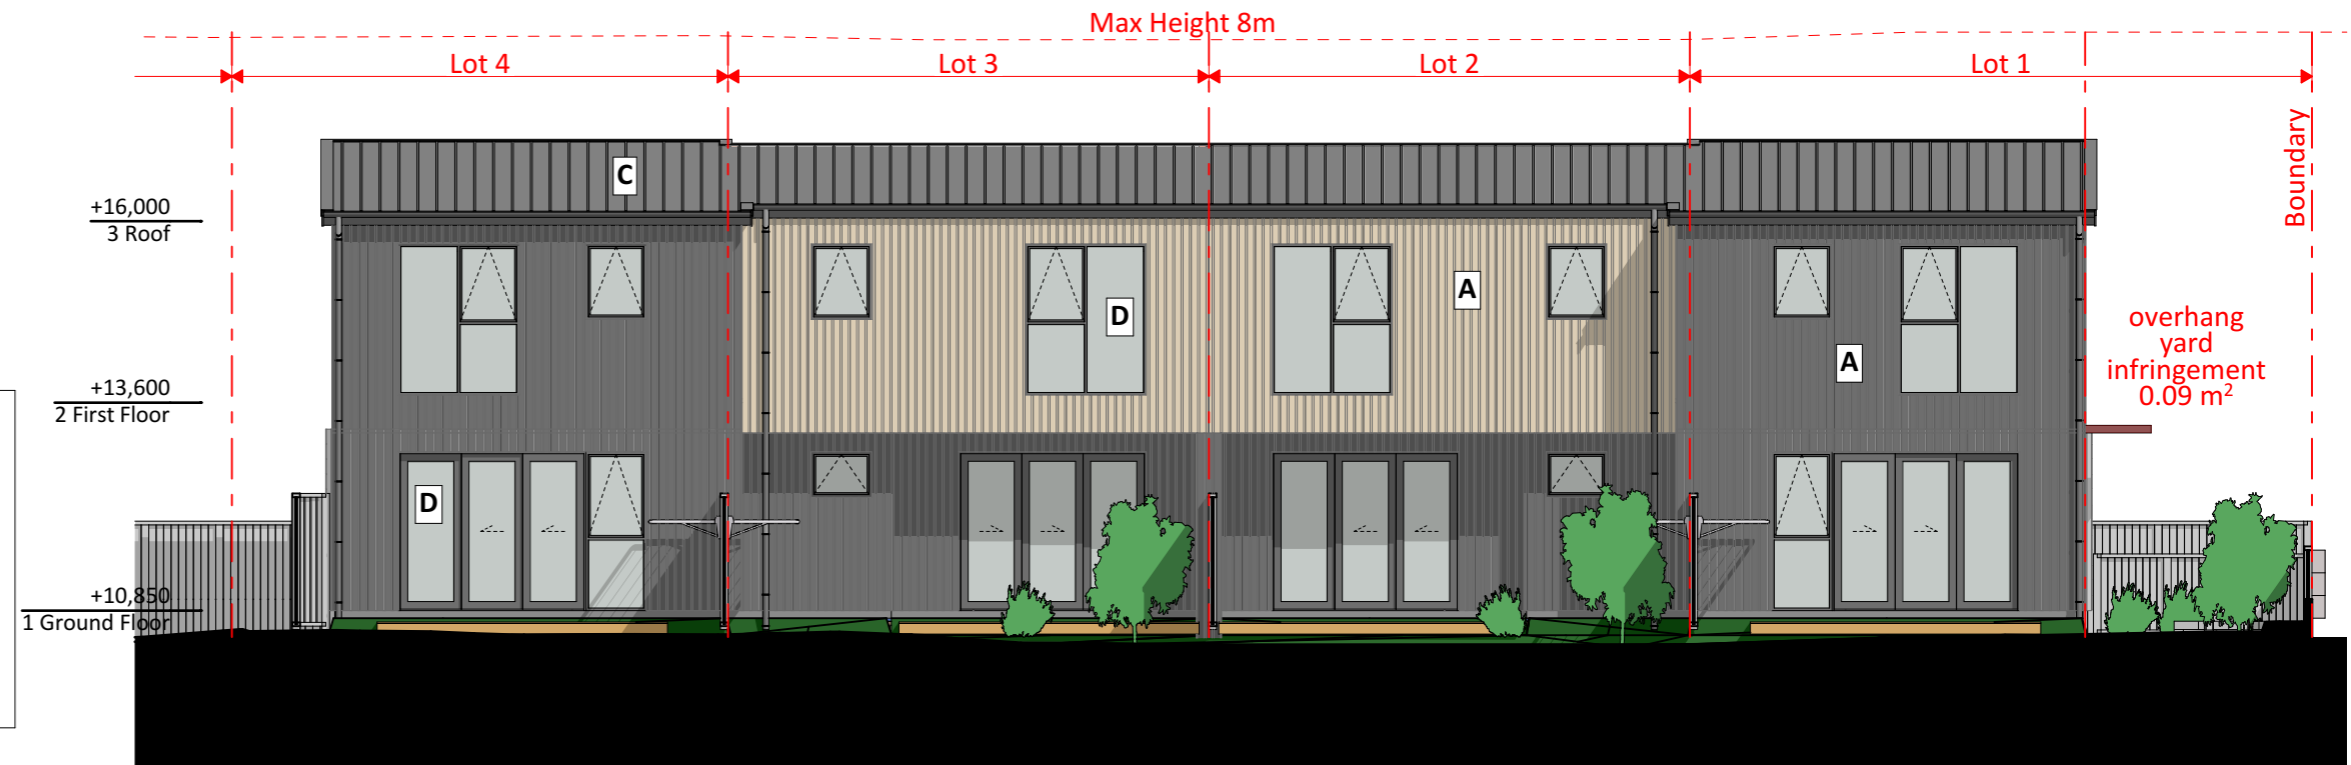 Max Height 8m
Lot 4
Lot 3
Lot 2
Lot 1
Boundary
C
+16,000
3 Roof
A
D
overhang
yard
infringement
0.09 m²
A
+13,600
2 First Floor
D
+10,850
1 Ground Floor